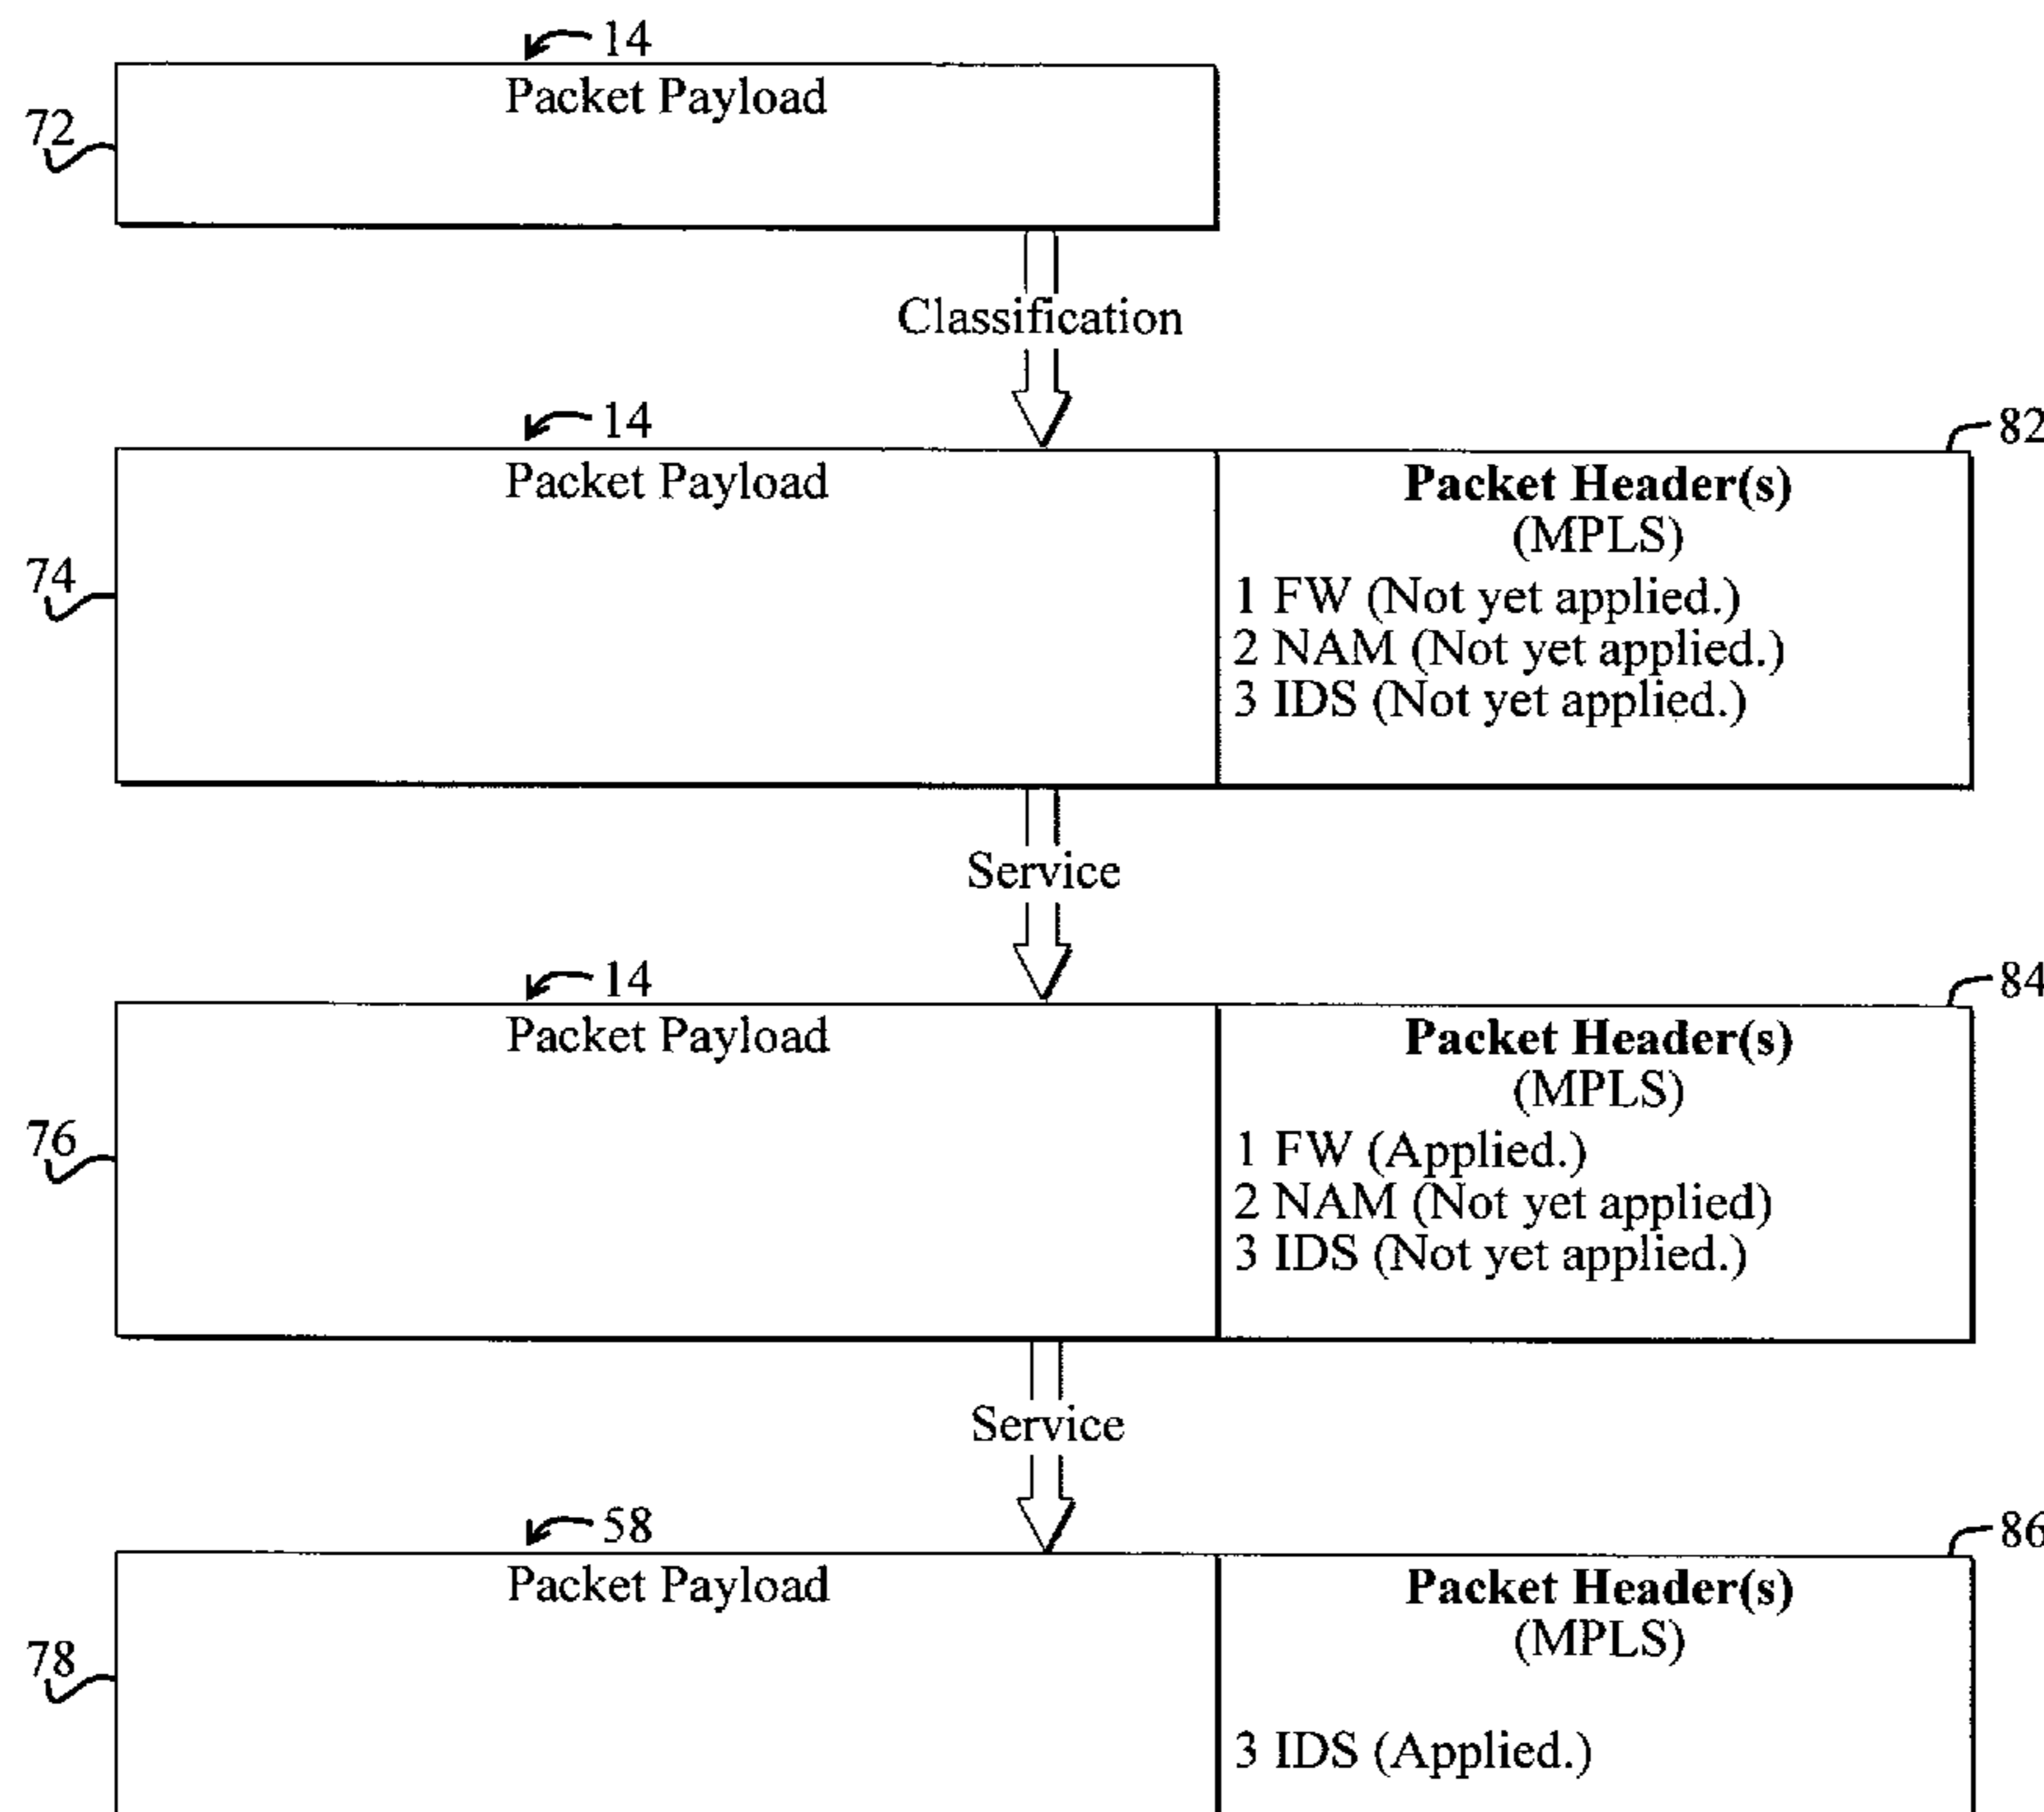 14
Packet Payload
72
Classification
14
82
Packet Payload
Packet Header(s)
(MPLS)
74
1 FW (Not yet applied.)
2 NAM (Not yet applied.)
3 IDS (Not yet applied.)
Service
14
84
Packet Payload
Packet Header(s)
(MPLS)
76
1 FW (Applied.)
2 NAM (Not yet applied)
3 IDS (Not yet applied.)
Service
58
86
Packet Payload
Packet Header(s)
(MPLS)
78
3 IDS (Applied.)